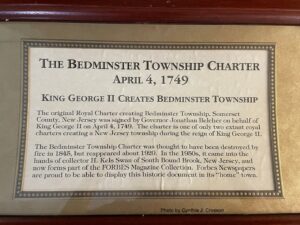 THE BEDMINSTER TOWNSHIP CHARTER
APRIL 4, 1749
KING GEORGE II CREATES BEDMINSTER TOWNSHIP
The original Royal Charter creating Bedminster Township, Somerset
County, New Jersey was signed by Governor Jonathan Belcher on behalf of
King George II on April 4, 1749. The charter is one of only two extant royal
charters creating a New Jersey township during the reign of King George II.
The Bedminster Township Charter was thought to have been destroyed by
fire in 1843, but reappeared about 1920. In the 1950s, it came into the
hands of collector H. Kels Swan of South Bound Brook, New Jersey, and
now forms part of the FORBES Magazine Collection. Forbes Newspapers
are proud to be able to display this historic document in its "home" town.
Photo by Cynthia J.